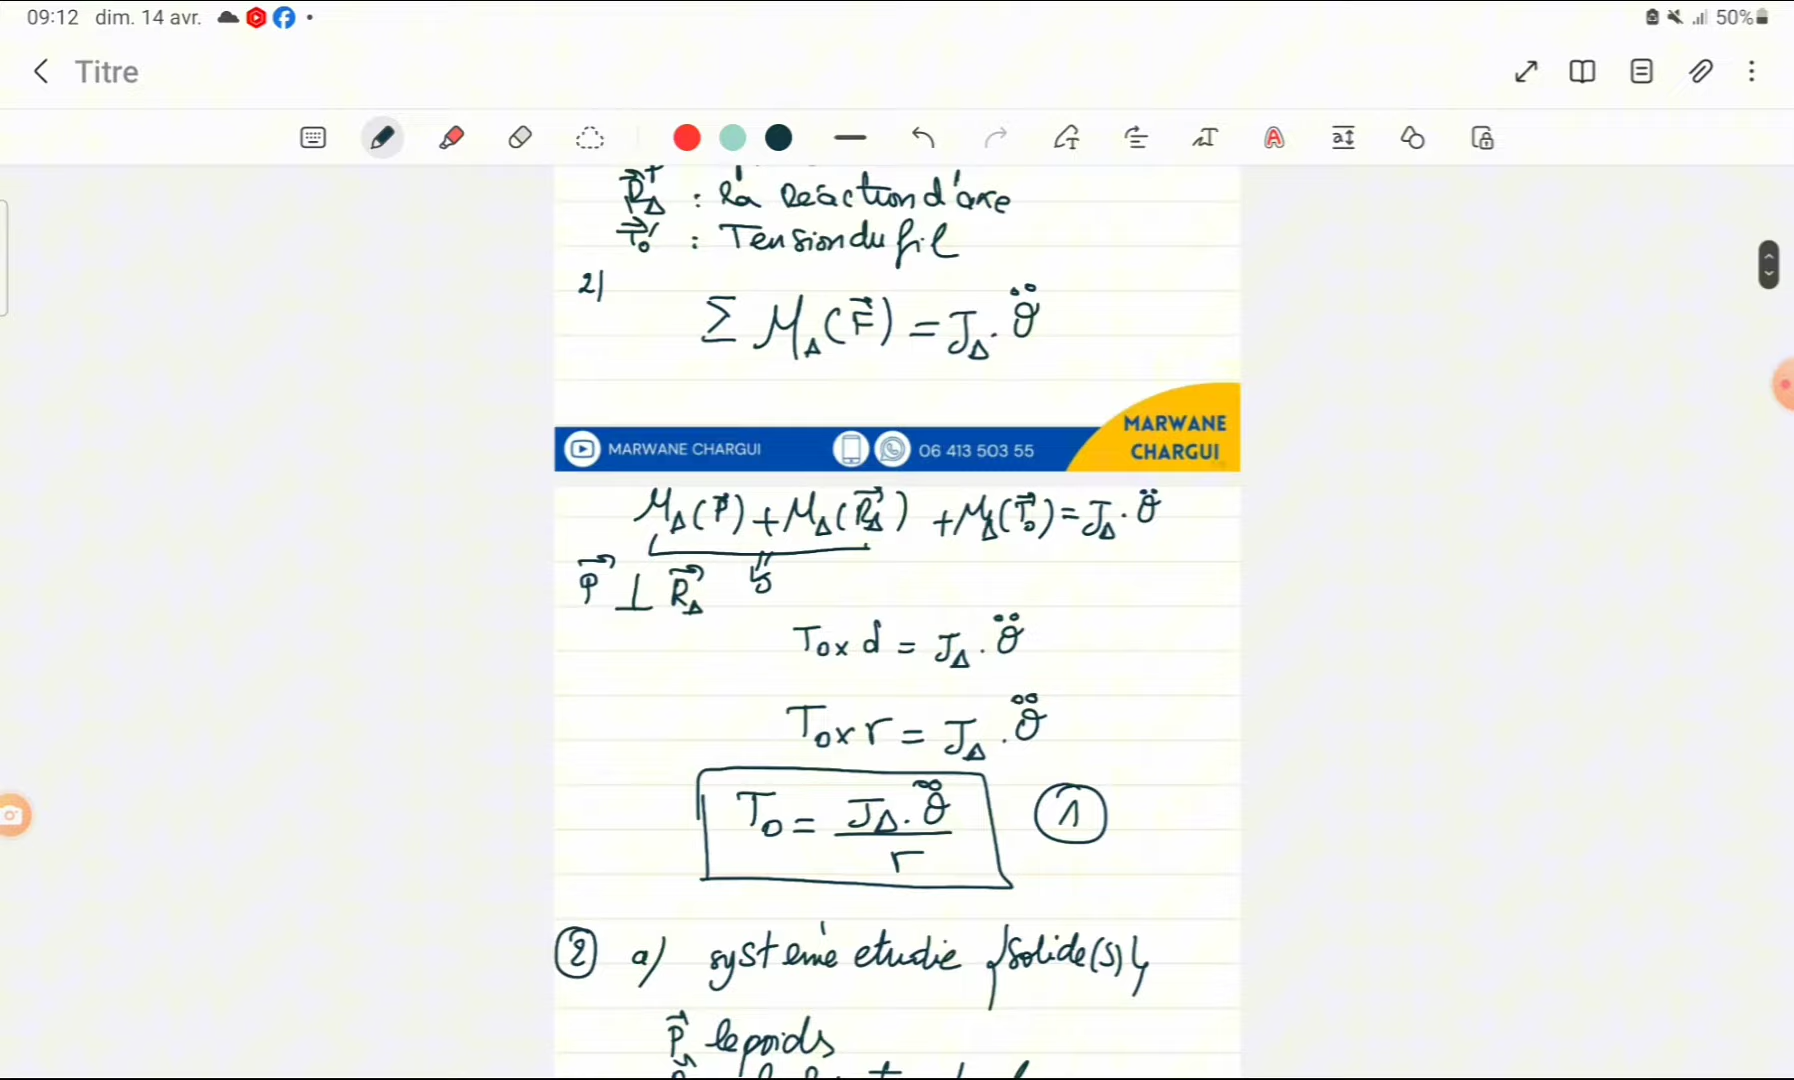 09:12 dim. 14 avr. 50%
Titre
R⃗Δ : la Reaction d'axe
T⃗₀' : Tension du fil
2)
Σ MΔ(F⃗) = JΔ . θ̈
MARWANE CHARGUI 06 413 503 55 MARWANE CHARGUI
MΔ(P⃗) + MΔ(R⃗Δ) + MΔ(T⃗₀) = JΔ . θ̈
P⃗ ⊥ R⃗Δ
T₀ x d = JΔ . θ̈
T₀ x r = JΔ . θ̈
T₀ = JΔ . θ̈ / r ①
② a) système etudie {solide(S)}
P⃗ le poids